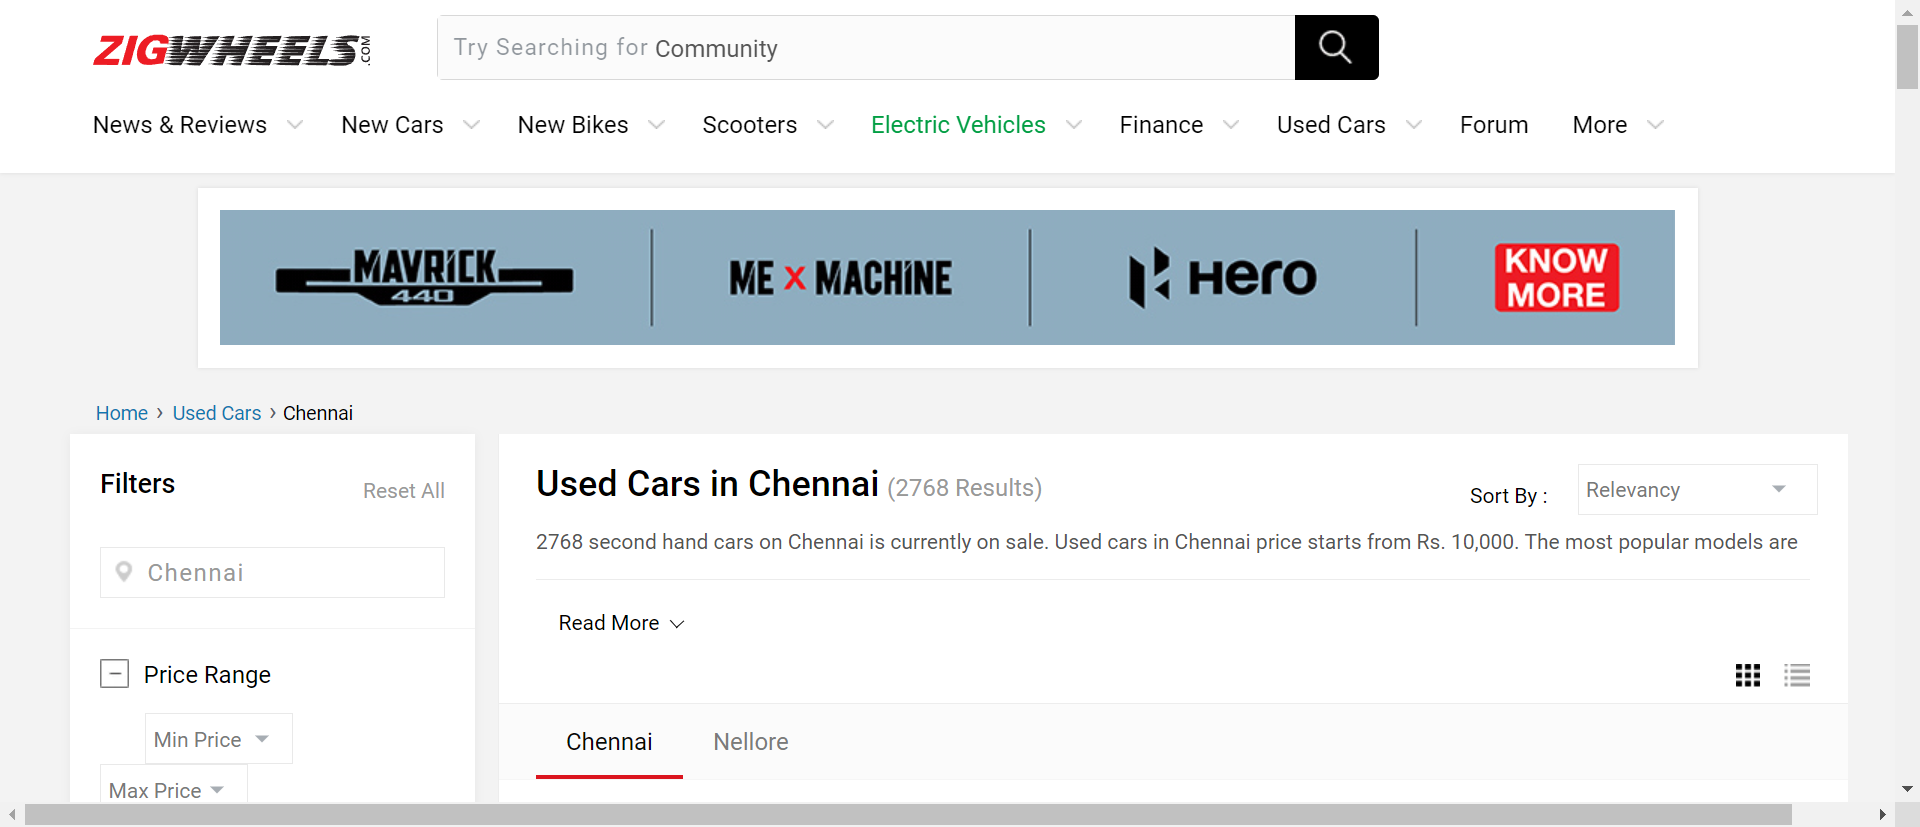 ZIGWHEELS.COM
Try Searching for Community
News & Reviews New Cars New Bikes Scooters Electric Vehicles Finance Used Cars Forum More
MAVRICK
440
ME X MACHINE
Hero
KNOW
MORE
Home › Used Cars › Chennai
Filters
Reset All
Chennai
Price Range
Min Price
Max Price
Used Cars in Chennai (2768 Results)
Sort By :
Relevancy
2768 second hand cars on Chennai is currently on sale. Used cars in Chennai price starts from Rs. 10,000. The most popular models are
Read More
Chennai Nellore